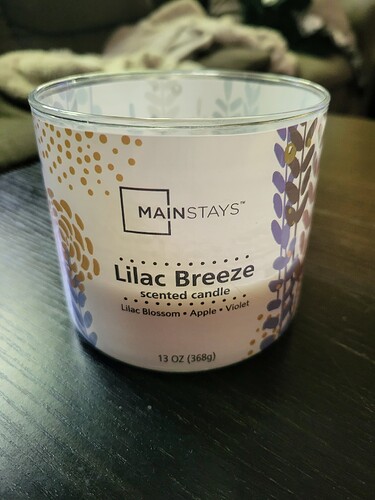 MAINSTAYS™
Lilac Breeze
scented candle
Lilac Blossom • Apple • Violet
13 OZ (368g)